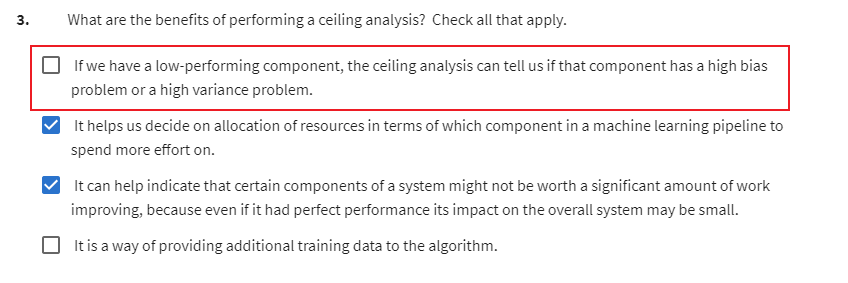 3. What are the benefits of performing a ceiling analysis? Check all that apply.
If we have a low-performing component, the ceiling analysis can tell us if that component has a high bias
problem or a high variance problem.
It helps us decide on allocation of resources in terms of which component in a machine learning pipeline to
spend more effort on.
It can help indicate that certain components of a system might not be worth a significant amount of work
improving, because even if it had perfect performance its impact on the overall system may be small.
It is a way of providing additional training data to the algorithm.